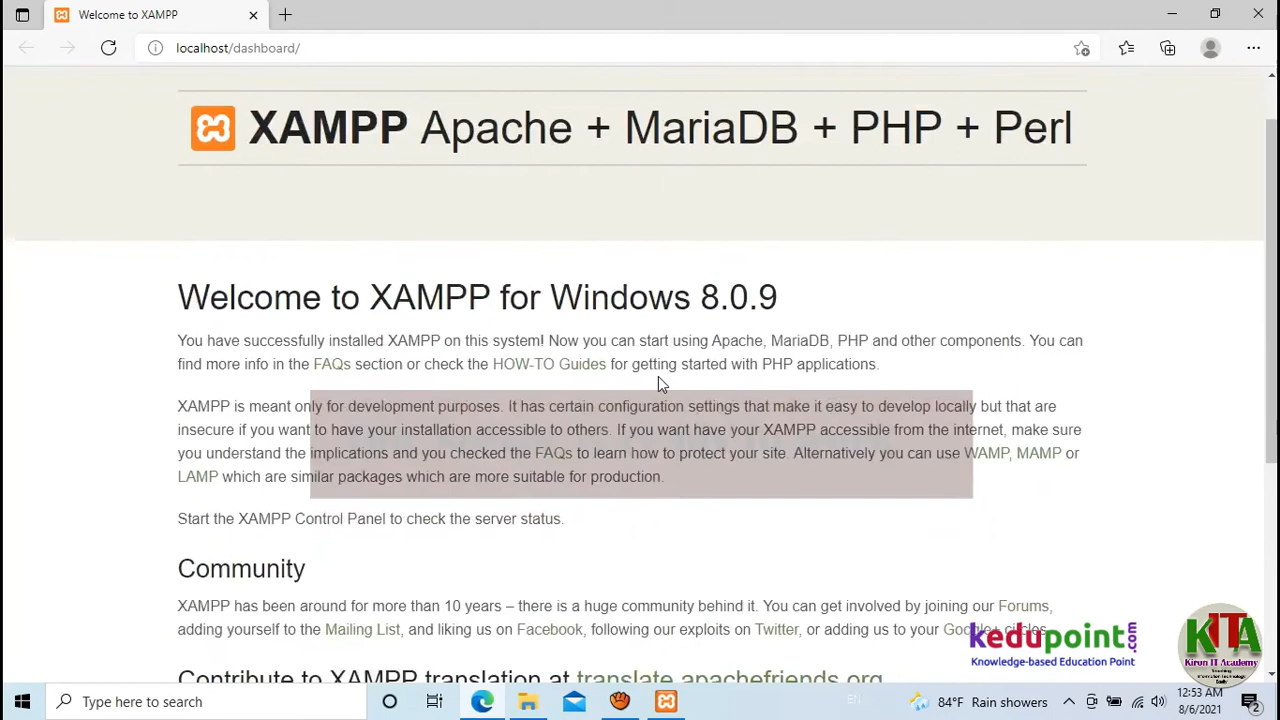 Welcome to XAMPP
localhost/dashboard/
XAMPP Apache + MariaDB + PHP + Perl
Welcome to XAMPP for Windows 8.0.9
You have successfully installed XAMPP on this system! Now you can start using Apache, MariaDB, PHP and other components. You
find more info in the FAQs section or check the HOW-TO Guides for getting started with PHP applications.
XAMPP is meant only for development purposes. It has certain configuration settings that make it easy to develop locally but that are
insecure if you want to have your installation accessible to others. If you want have your XAMPP accessible from the internet, make sure
you understand the implications and you checked the FAQs to learn how to protect your site. Alternatively you can use WAMP, MAMP or
LAMP which are similar packages which are more suitable for production.
Start the XAMPP Control Panel to check the server status.
Community
XAMPP has been around for more than 10 years – there is a huge community behind it. You can get involved by joining our Forums,
adding yourself to the Mailing List, and liking us on Facebook, following our exploits on Twitter, or adding us to your Google+ circles.
Contribute to XAMPP translation at translate.apachefriends.org
kedupoint.com
Knowledge-based Education Point
KITA
Kiron IT Academy
Type here to search
EN
84°F Rain showers
12:53 AM
8/6/2021
2